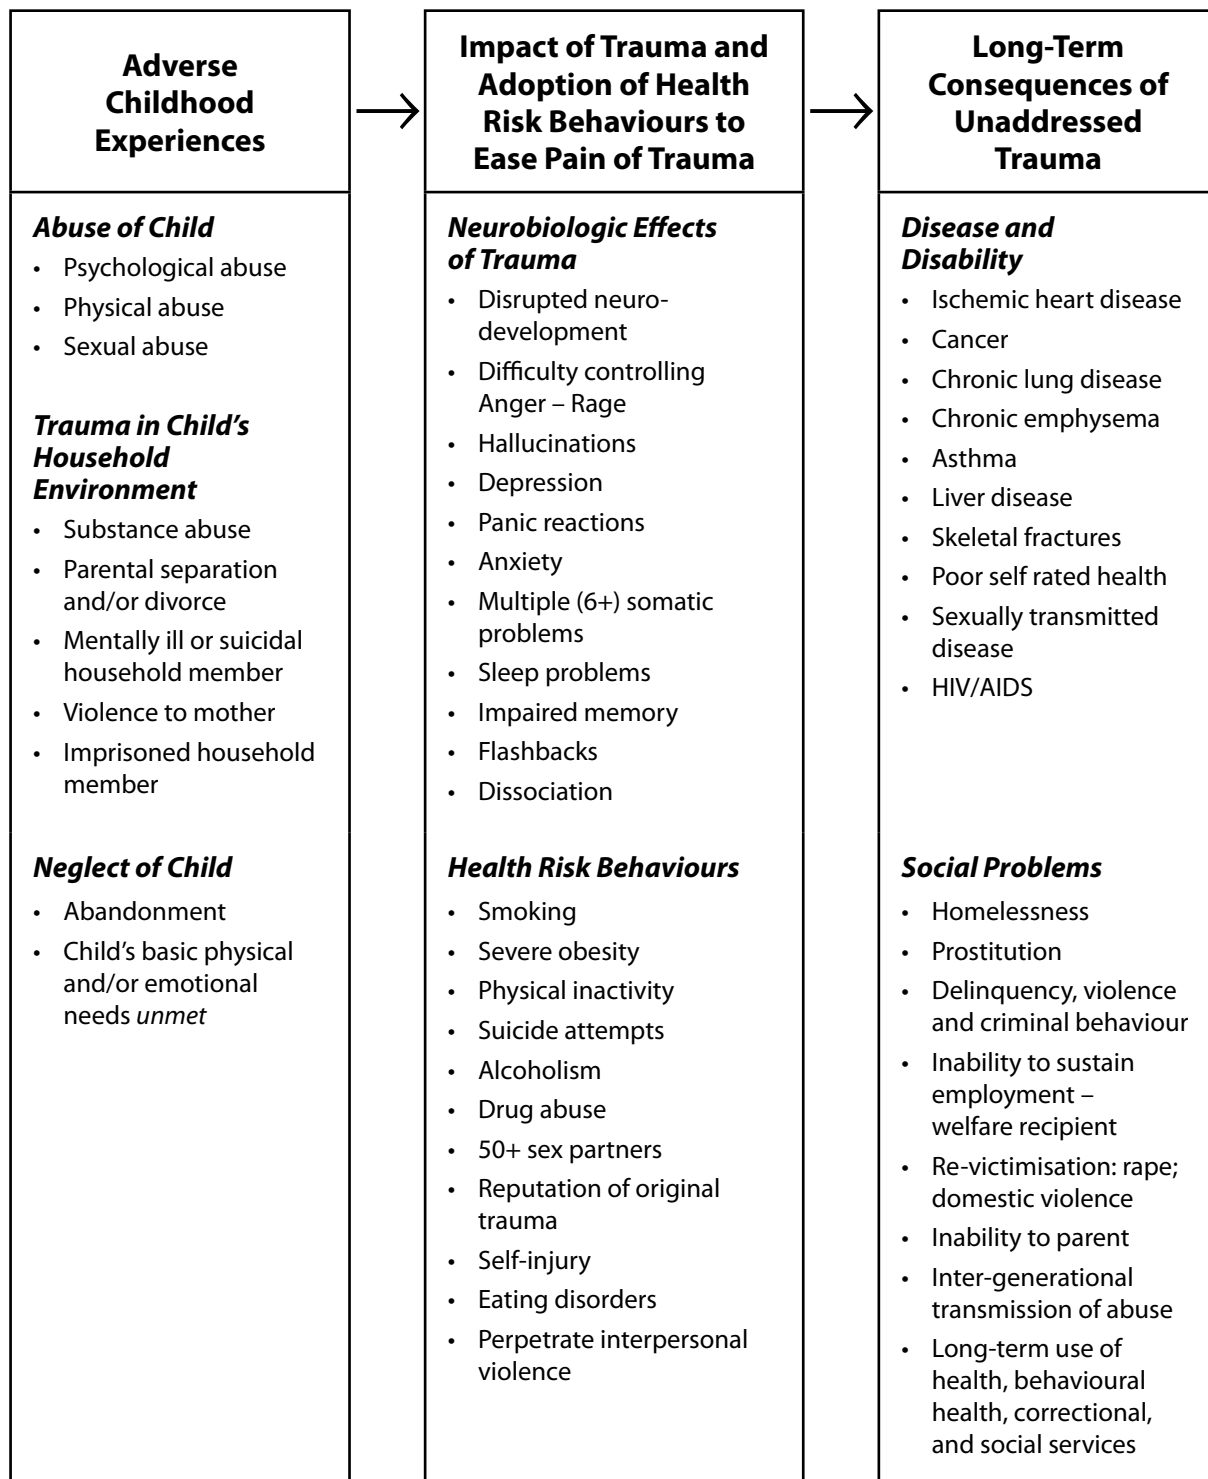 Adverse
Childhood
Experiences
Impact of Trauma and
Adoption of Health
Risk Behaviours to
Ease Pain of Trauma
Long-Term
Consequences of
Unaddressed
Trauma
Abuse of Child
• Psychological abuse
• Physical abuse
• Sexual abuse
Trauma in Child’s
Household
Environment
• Substance abuse
• Parental separation
and/or divorce
• Mentally ill or suicidal
household member
• Violence to mother
• Imprisoned household
member
Neglect of Child
• Abandonment
• Child’s basic physical
and/or emotional
needs unmet
Neurobiologic Effects
of Trauma
• Disrupted neuro-
development
• Difficulty controlling
Anger – Rage
• Hallucinations
• Depression
• Panic reactions
• Anxiety
• Multiple (6+) somatic
problems
• Sleep problems
• Impaired memory
• Flashbacks
• Dissociation
Health Risk Behaviours
• Smoking
• Severe obesity
• Physical inactivity
• Suicide attempts
• Alcoholism
• Drug abuse
• 50+ sex partners
• Reputation of original
trauma
• Self-injury
• Eating disorders
• Perpetrate interpersonal
violence
Disease and
Disability
• Ischemic heart disease
• Cancer
• Chronic lung disease
• Chronic emphysema
• Asthma
• Liver disease
• Skeletal fractures
• Poor self rated health
• Sexually transmitted
disease
• HIV/AIDS
Social Problems
• Homelessness
• Prostitution
• Delinquency, violence
and criminal behaviour
• Inability to sustain
employment –
welfare recipient
• Re-victimisation: rape;
domestic violence
• Inability to parent
• Inter-generational
transmission of abuse
• Long-term use of
health, behavioural
health, correctional,
and social services